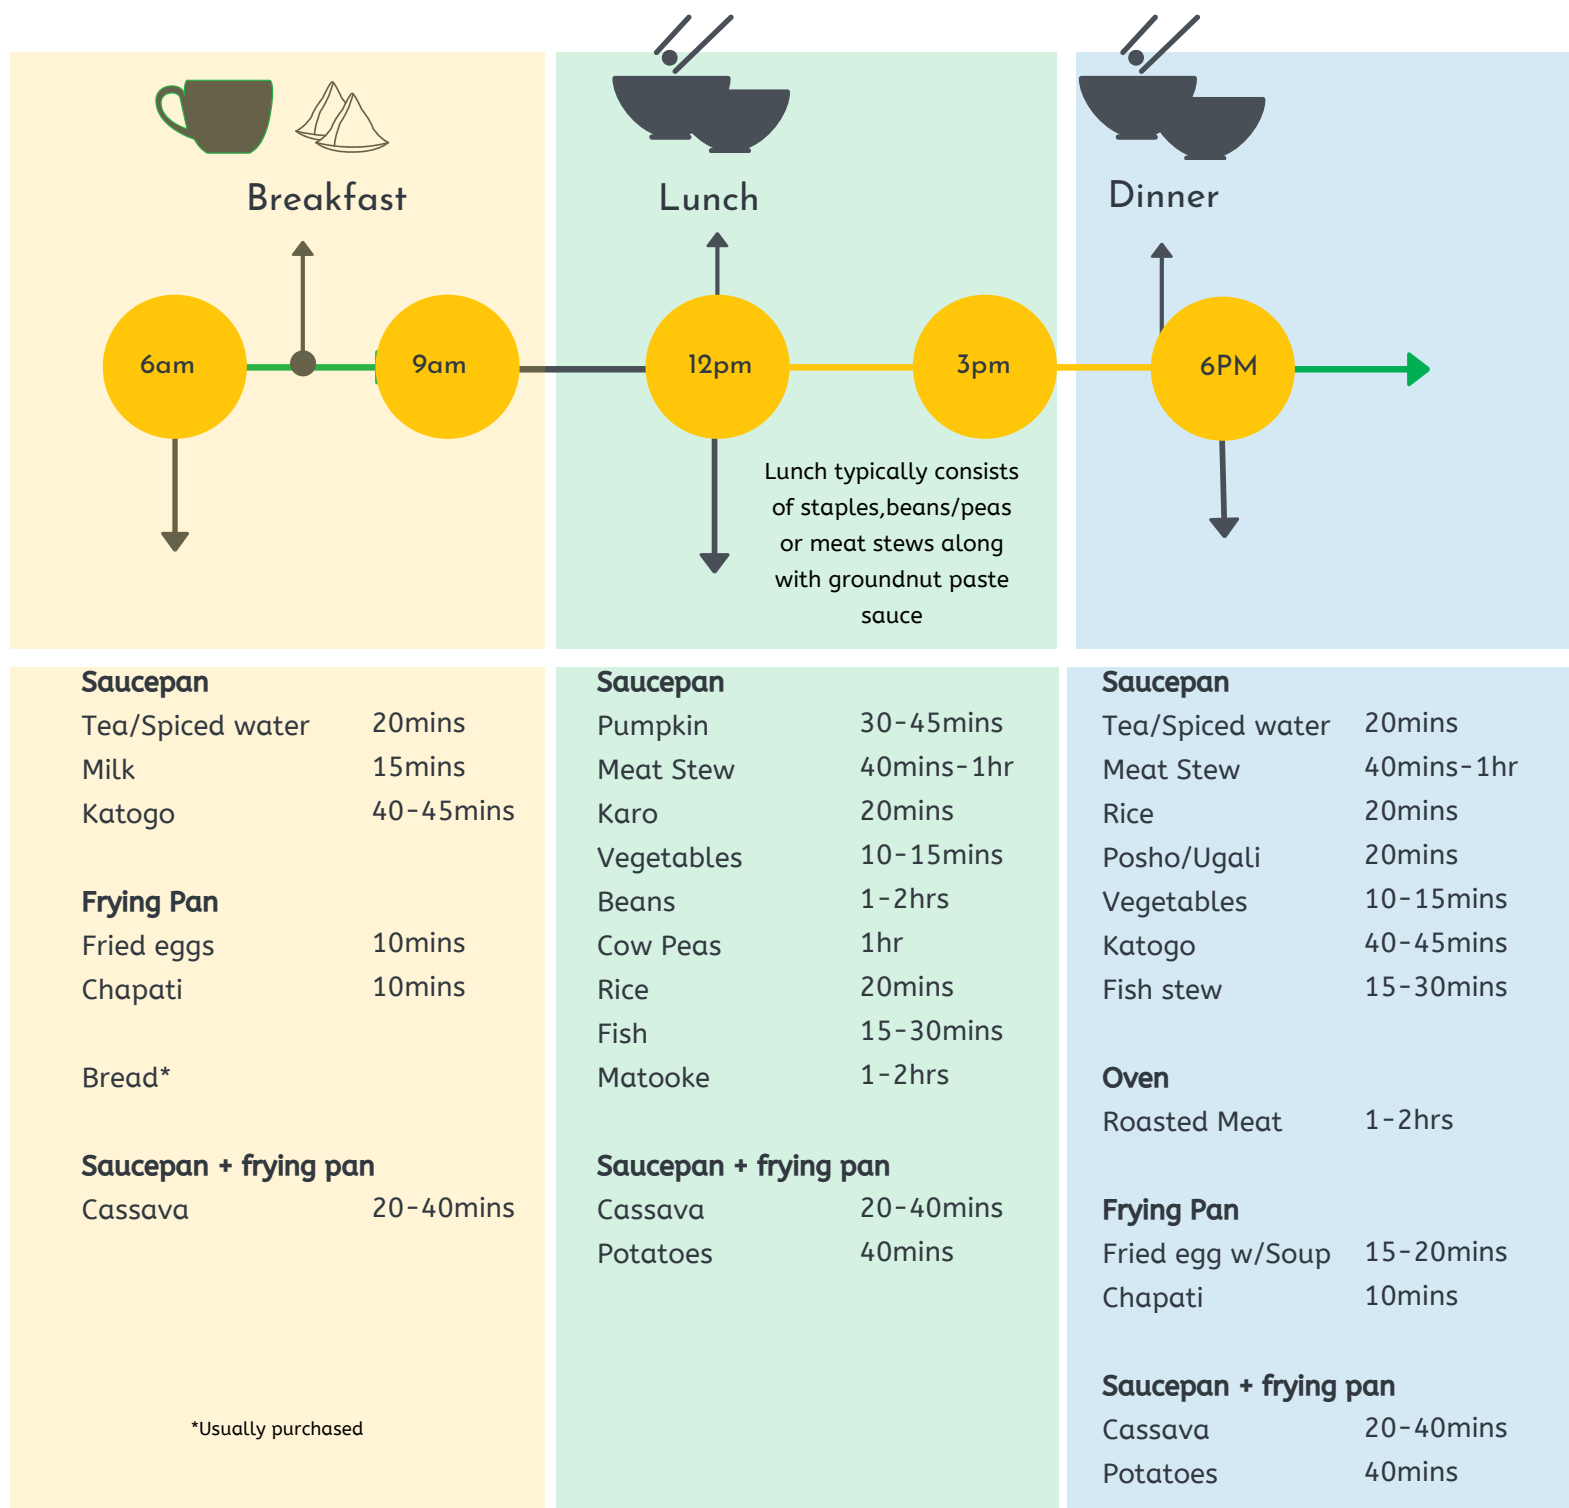 Breakfast
Lunch
Dinner
6am
9am
12pm
3pm
6PM
Lunch typically consists
of staples,beans/peas
or meat stews along
with groundnut paste
sauce
Saucepan
Tea/Spiced water 20mins
Milk 15mins
Katogo 40-45mins
Frying Pan
Fried eggs 10mins
Chapati 10mins
Bread*
Saucepan + frying pan
Cassava 20-40mins
*Usually purchased
Saucepan
Pumpkin 30-45mins
Meat Stew 40mins-1hr
Karo 20mins
Vegetables 10-15mins
Beans 1-2hrs
Cow Peas 1hr
Rice 20mins
Fish 15-30mins
Matooke 1-2hrs
Saucepan + frying pan
Cassava 20-40mins
Potatoes 40mins
Saucepan
Tea/Spiced water 20mins
Meat Stew 40mins-1hr
Rice 20mins
Posho/Ugali 20mins
Vegetables 10-15mins
Katogo 40-45mins
Fish stew 15-30mins
Oven
Roasted Meat 1-2hrs
Frying Pan
Fried egg w/Soup 15-20mins
Chapati 10mins
Saucepan + frying pan
Cassava 20-40mins
Potatoes 40mins